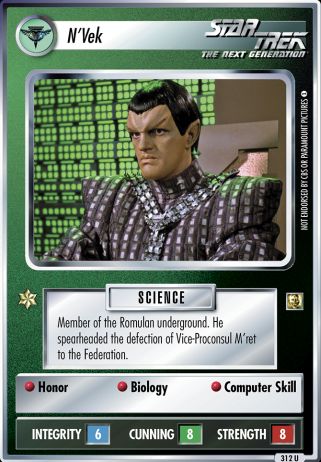 N'Vek
STAR TREK
THE NEXT GENERATION
NOT ENDORSED BY CBS OR PARAMOUNT PICTURES
SCIENCE
Member of the Romulan underground. He
spearheaded the defection of Vice-Proconsul M'ret
to the Federation.
Honor
Biology
Computer Skill
INTEGRITY 6 CUNNING 8 STRENGTH 8
312 U